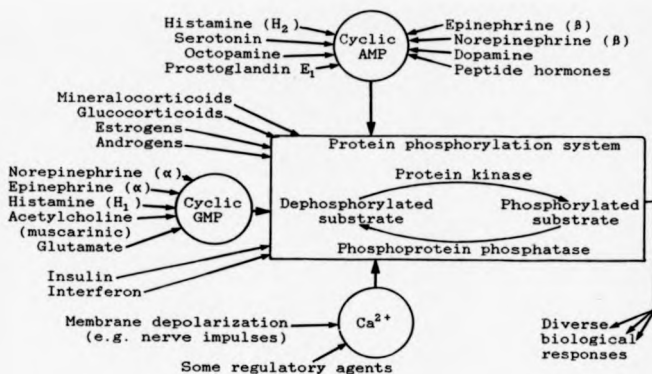 Histamine (H2)
Serotonin
Octopamine
Prostoglandin E1
Cyclic
AMP
Epinephrine (β)
Norepinephrine (β)
Dopamine
Peptide hormones
Mineralocorticoids
Glucocorticoids
Estrogens
Androgens
Protein phosphorylation system
Protein kinase
Dephosphorylated
substrate
Phosphorylated
substrate
Phosphoprotein phosphatase
Norepinephrine (α)
Epinephrine (α)
Histamine (H1)
Acetylcholine
(muscarinic)
Glutamate
Cyclic
GMP
Insulin
Interferon
Membrane depolarization
(e.g. nerve impulses)
Some regulatory agents
Ca2+
Diverse
biological
responses